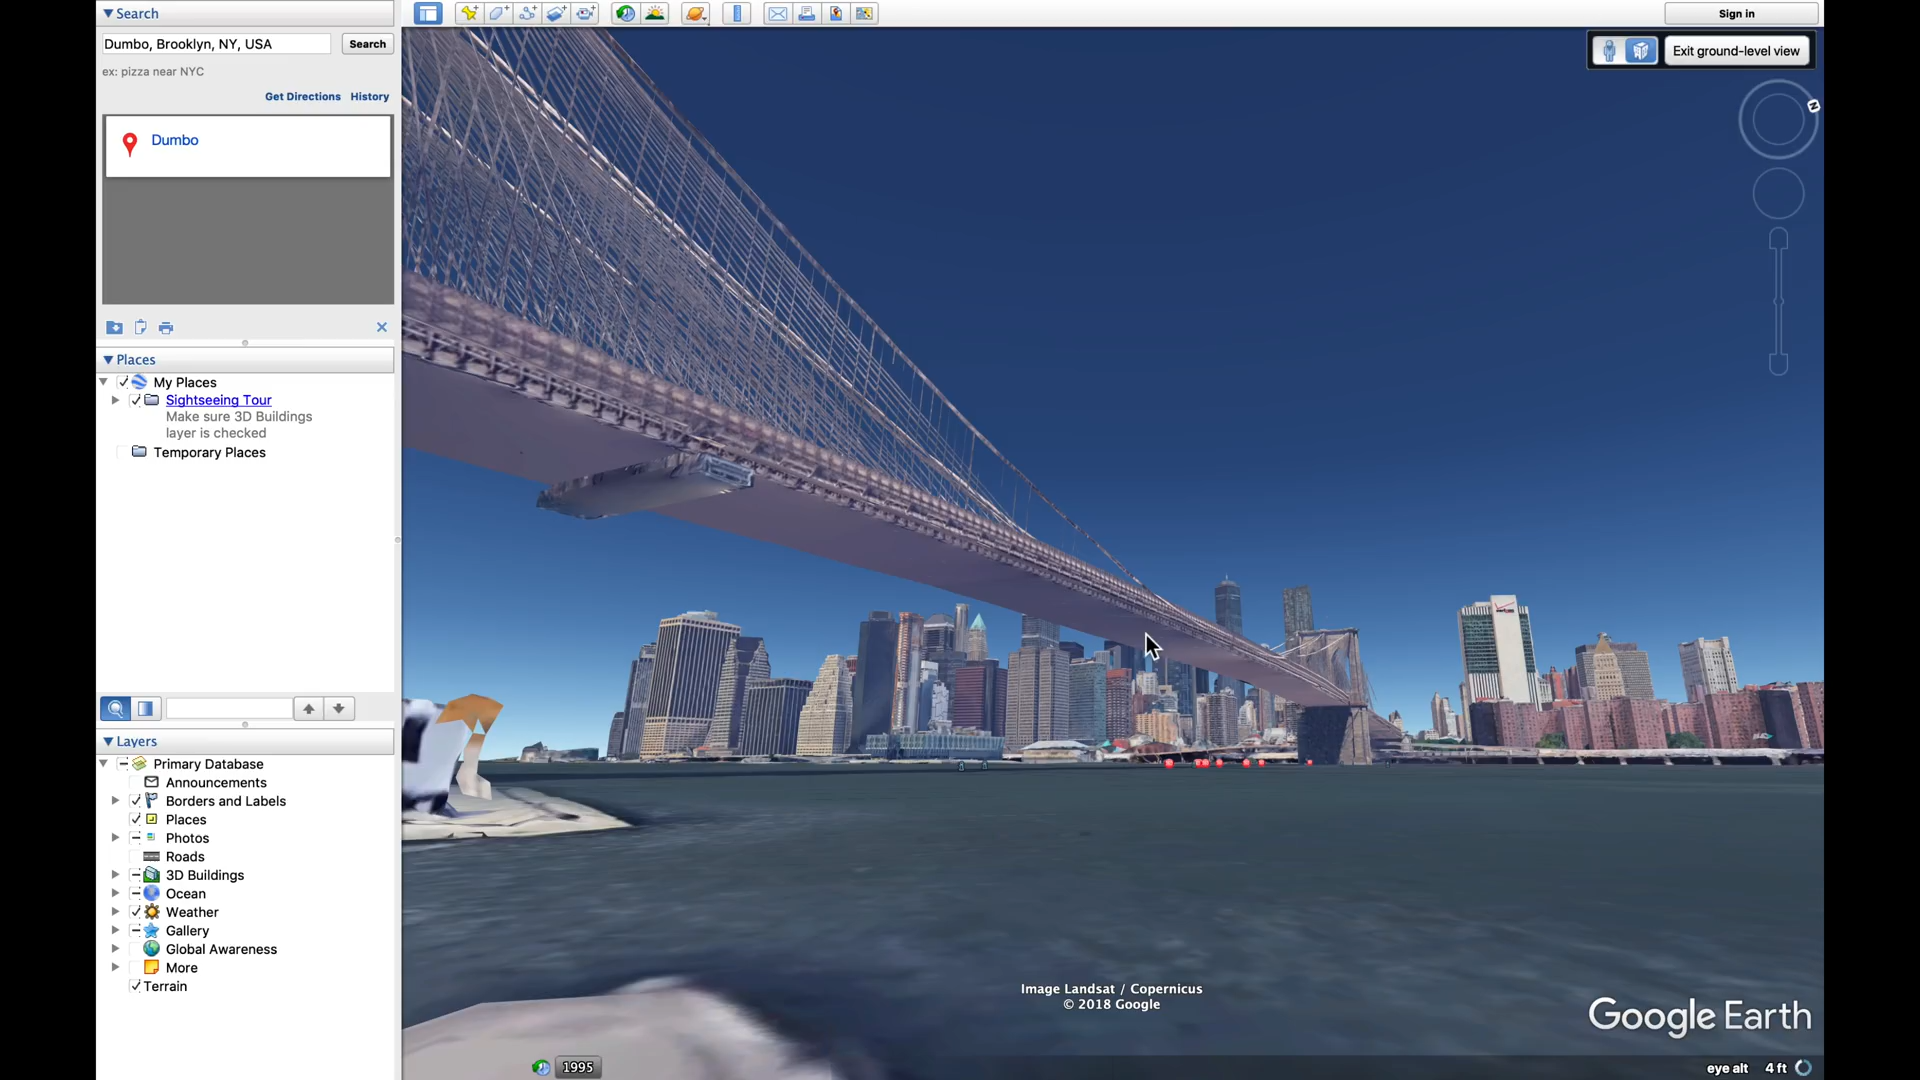 Search
Dumbo, Brooklyn, NY, USA
Search
ex: pizza near NYC
Get Directions
History
Dumbo
Places
My Places
Sightseeing Tour
Make sure 3D Buildings
layer is checked
Temporary Places
Layers
Primary Database
Announcements
Borders and Labels
Places
Photos
Roads
3D Buildings
Ocean
Weather
Gallery
Global Awareness
More
Terrain
Sign in
Exit ground-level view
N
Image Landsat / Copernicus
© 2018 Google
Google Earth
1995
eye alt 4 ft